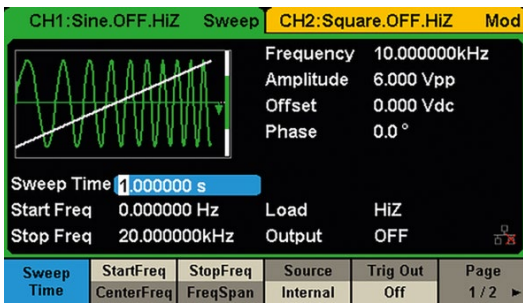 CH1:Sine.OFF.HiZ Sweep CH2:Square.OFF.HiZ Mod
Frequency 10.000000kHz
Amplitude 6.000 Vpp
Offset 0.000 Vdc
Phase 0.0 °
Sweep Time 1.000000 s
Start Freq 0.000000 Hz Load HiZ
Stop Freq 20.000000kHz Output OFF
Sweep StartFreq StopFreq Source Trig Out Page
Time CenterFreq FreqSpan Internal Off 1/2 ►